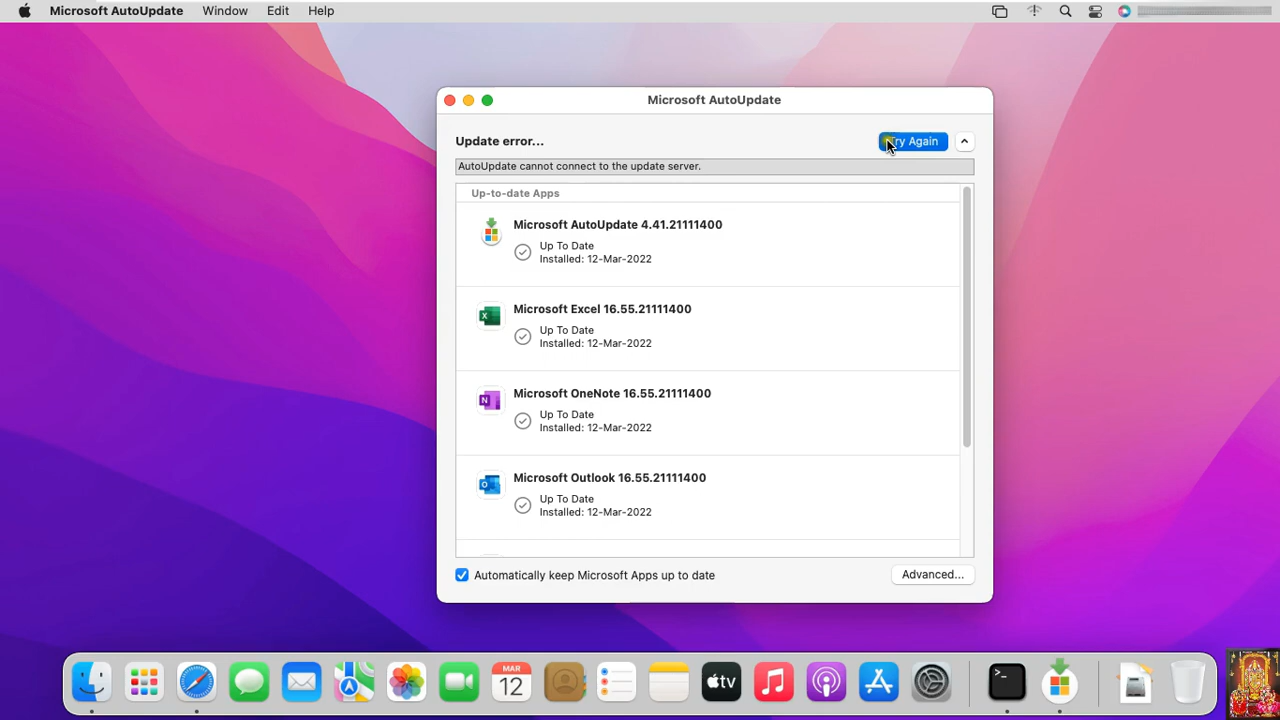 Microsoft AutoUpdate Window Edit Help
Microsoft AutoUpdate
Update error...
Try Again
AutoUpdate cannot connect to the update server.
Up-to-date Apps
Microsoft AutoUpdate 4.41.21111400
Up To Date
Installed: 12-Mar-2022
Microsoft Excel 16.55.21111400
Up To Date
Installed: 12-Mar-2022
Microsoft OneNote 16.55.21111400
Up To Date
Installed: 12-Mar-2022
Microsoft Outlook 16.55.21111400
Up To Date
Installed: 12-Mar-2022
Automatically keep Microsoft Apps up to date
Advanced...
MAR
12
tv